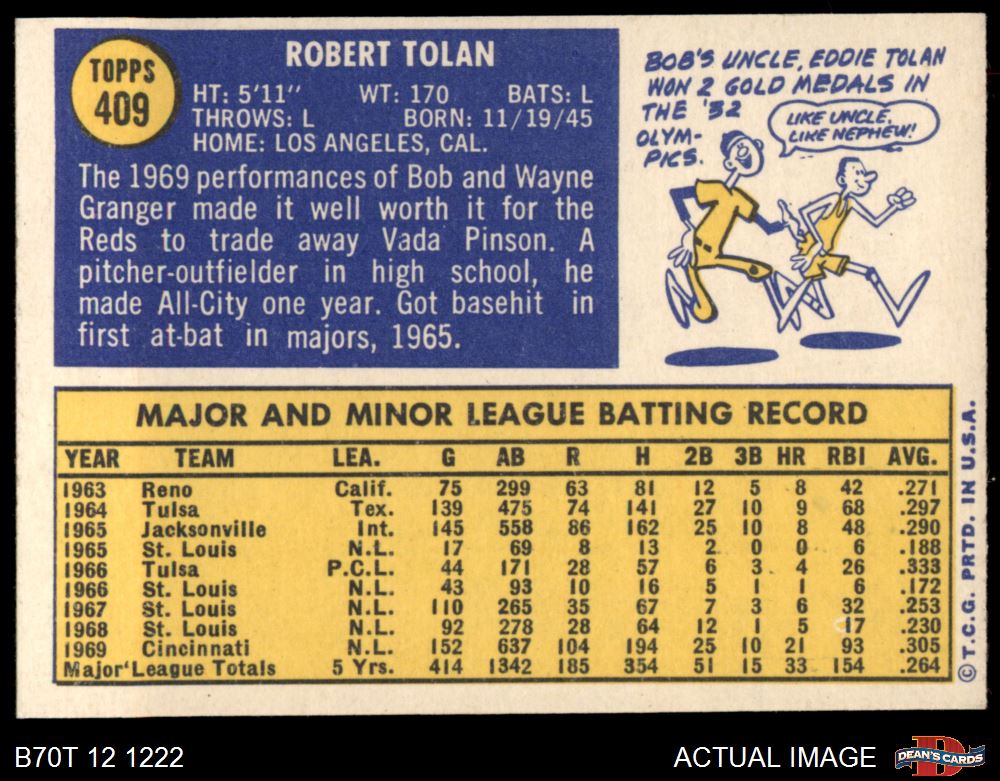 TOPPS
409
ROBERT TOLAN
HT: 5'11" WT: 170 BATS: L
THROWS: L BORN: 11/19/45
HOME: LOS ANGELES, CAL.
The 1969 performances of Bob and Wayne
Granger made it well worth it for the
Reds to trade away Vada Pinson. A
pitcher-outfielder in high school, he
made All-City one year. Got basehit in
first at-bat in majors, 1965.
BOB'S UNCLE, EDDIE TOLAN
WON 2 GOLD MEDALS IN
THE '32
OLYM-
PICS.
LIKE UNCLE,
LIKE NEPHEW!
MAJOR AND MINOR LEAGUE BATTING RECORD
YEAR TEAM LEA. G AB R H 2B 3B HR RBI AVG.
1963 Reno Calif. 75 299 63 81 12 5 8 42 .271
1964 Tulsa Tex. 139 475 74 141 27 10 9 68 .297
1965 Jacksonville Int. 145 558 86 162 25 10 8 48 .290
1965 St. Louis N.L. 17 69 8 13 2 0 0 6 .188
1966 Tulsa P.C.L. 44 171 28 57 6 3 4 26 .333
1966 St. Louis N.L. 43 93 10 16 5 1 1 6 .172
1967 St. Louis N.L. 110 265 35 67 7 3 6 32 .253
1968 St. Louis N.L. 92 278 28 64 12 1 5 17 .230
1969 Cincinnati N.L. 152 637 104 194 25 10 21 93 .305
Major League Totals 5 Yrs. 414 1342 185 354 51 15 33 154 .264
© T.C.G. PRTD. IN U.S.A.
B70T 12 1222
ACTUAL IMAGE
DEAN'S CARDS